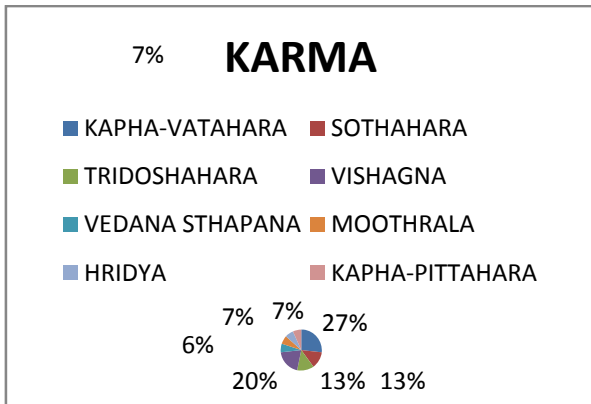 7% KARMA
KAPHA-VATAHARA SOTHAHARA
TRIDOSHAHARA VISHAGNA
VEDANA STHAPANA MOOTHRALA
HRIDYA KAPHA-PITTAHARA
7% 7% 27%
6%
20% 13% 13%